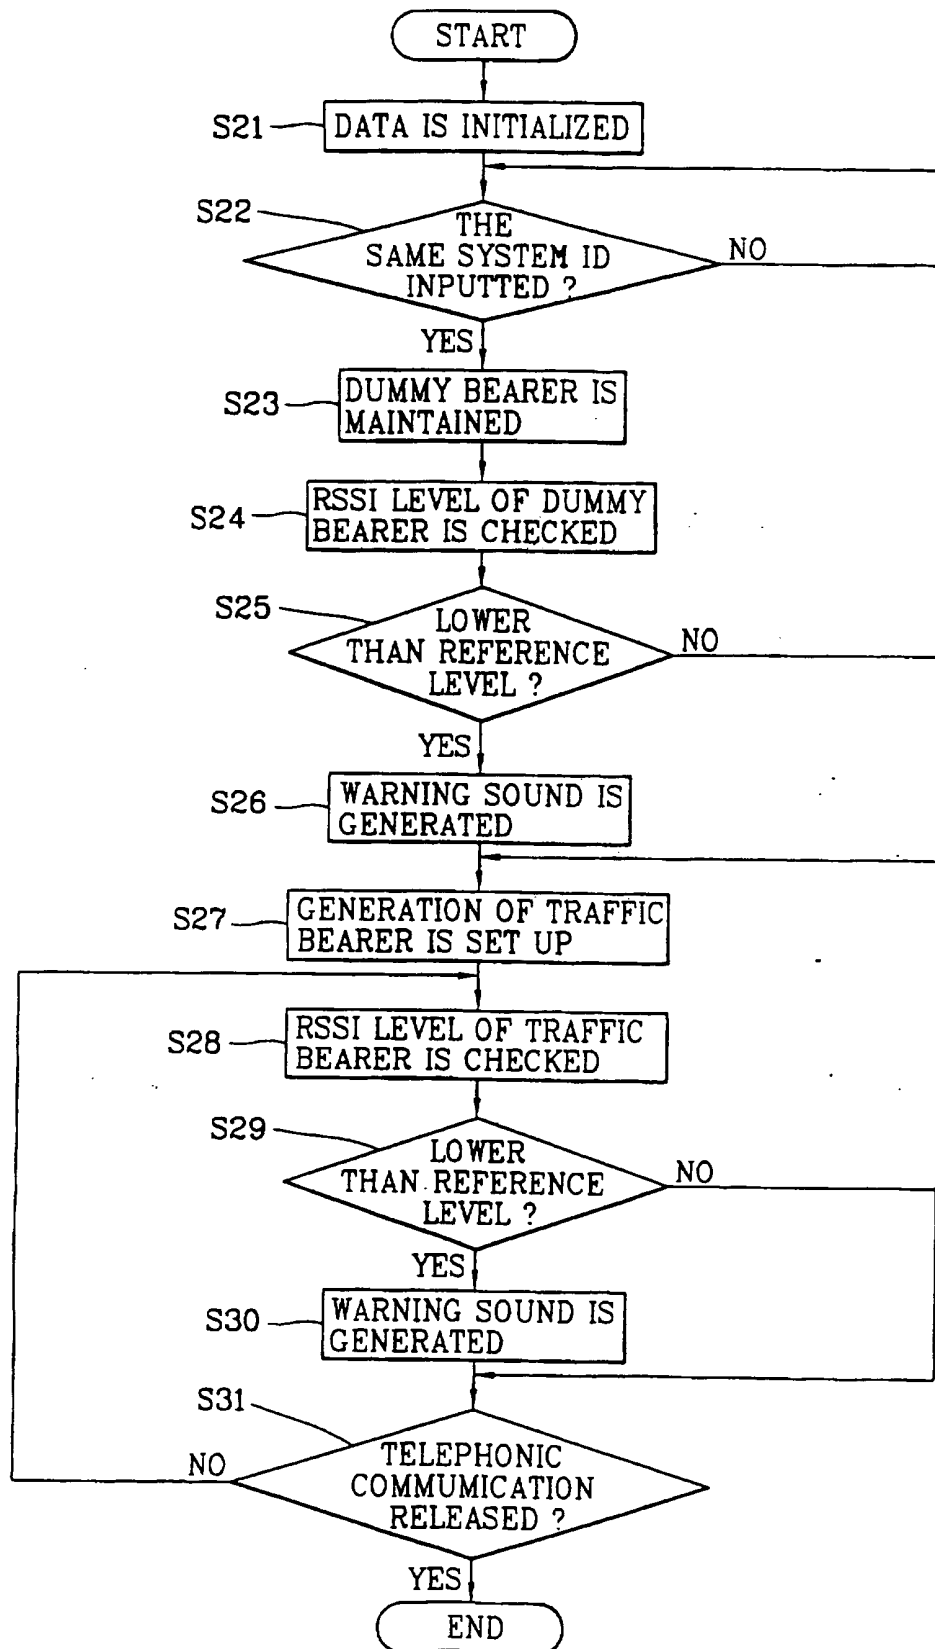 START
S21
DATA IS INITIALIZED
S22
THE
SAME SYSTEM ID
INPUTTED ?
NO
YES
S23
DUMMY BEARER IS
MAINTAINED
S24
RSSI LEVEL OF DUMMY
BEARER IS CHECKED
S25
LOWER
THAN REFERENCE
LEVEL ?
NO
YES
S26
WARNING SOUND IS
GENERATED
S27
GENERATION OF TRAFFIC
BEARER IS SET UP
S28
RSSI LEVEL OF TRAFFIC
BEARER IS CHECKED
S29
LOWER
THAN REFERENCE
LEVEL ?
NO
YES
S30
WARNING SOUND IS
GENERATED
S31
TELEPHONIC
COMMUMICATION
RELEASED ?
NO
YES
END